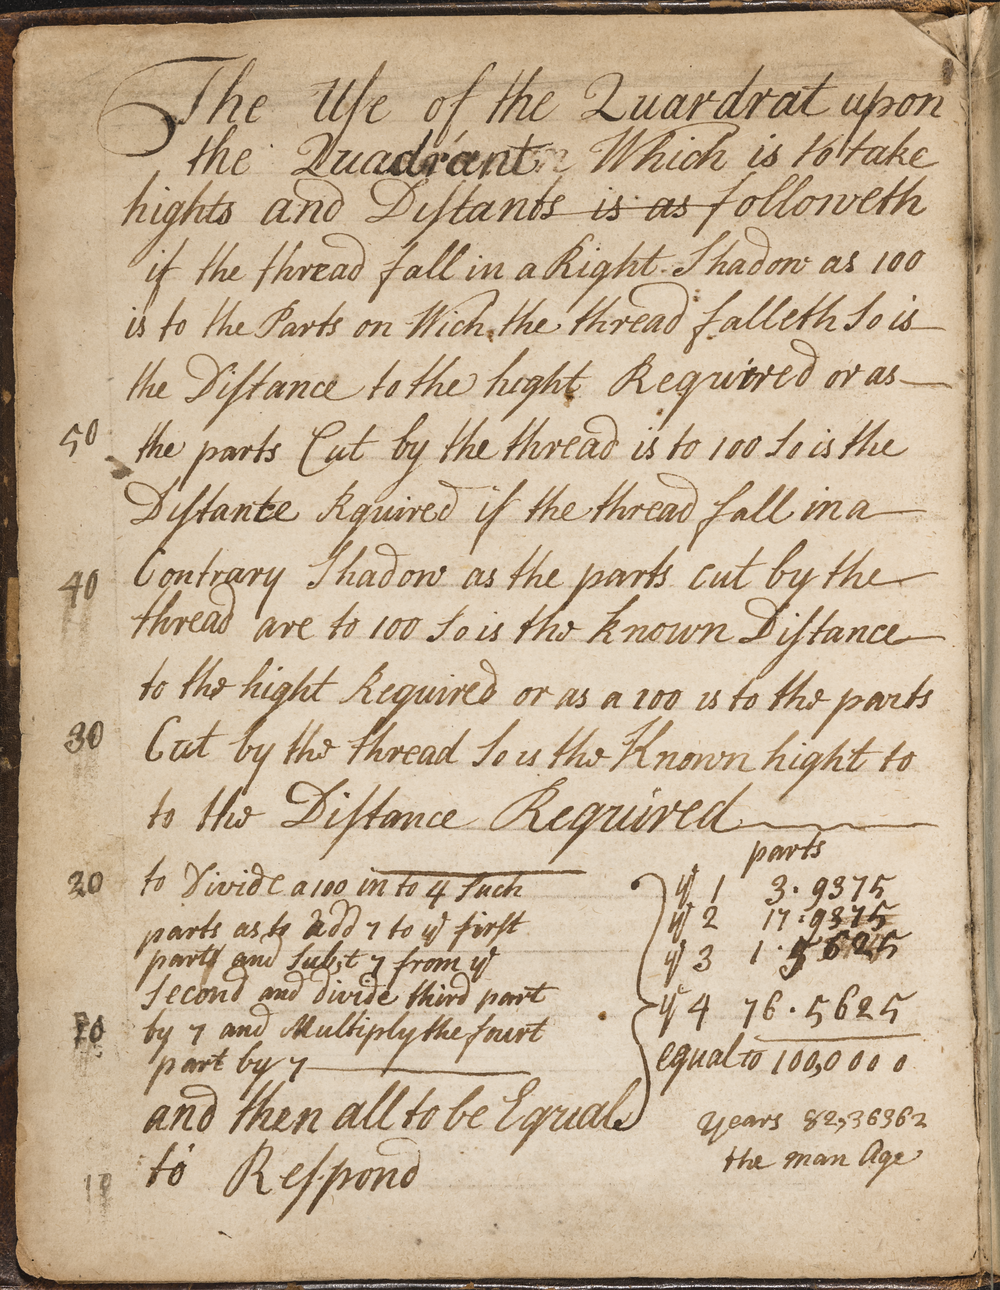 The Use of the Quardrat upon
the Quadrant Which is to take
hights and Distants is as followeth
if the thread fall in a Right Shadow as 100
is to the Parts on Wich the thread falleth So is
the Distance to the hight Required or as
50
the parts Cut by the thread is to 100 So is the
Distante Rquired if the thread fall in a
40
Contrary Shadow as the parts cut by the
thread are to 100 So is the known Distance
to the hight Required or as a 100 is to the parts
30
Cut by the thread So is the Known hight to
to the Distance Required
parts
20
to Divide a 100 in to 4 Such
parts as to add 7 to ye first
part and Subst 7 from ye
Second and divide third part
10
by 7 and Multiply the fourt
part by 7
and then all to be Equal
to Respond
ye 1 3.9375
ye 2 17.9375
ye 3 1.5625
ye 4 76.5625
equal to 100,0000
years 82,36362
the man Age
10